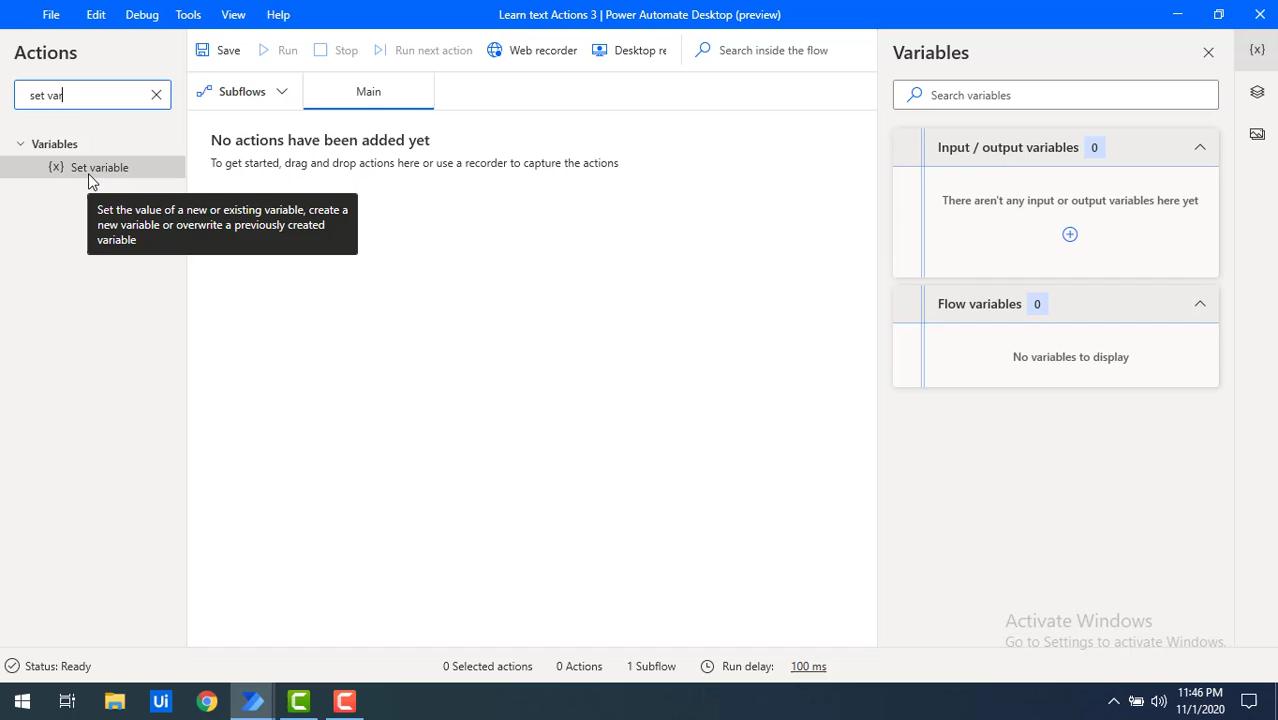 File Edit Debug Tools View Help Learn text Actions 3 | Power Automate Desktop (preview)
Actions
set var
Variables
{x} Set variable
Set the value of a new or existing variable, create a
new variable or overwrite a previously created
variable
Save Run Stop Run next action Web recorder Desktop re Search inside the flow
Subflows Main
No actions have been added yet
To get started, drag and drop actions here or use a recorder to capture the actions
Variables
{x}
Search variables
Input / output variables 0
There aren't any input or output variables here yet
Flow variables 0
No variables to display
Activate Windows
Go to Settings to activate Windows.
Status: Ready 0 Selected actions 0 Actions 1 Subflow Run delay: 100 ms
Ui
11:46 PM
11/1/2020